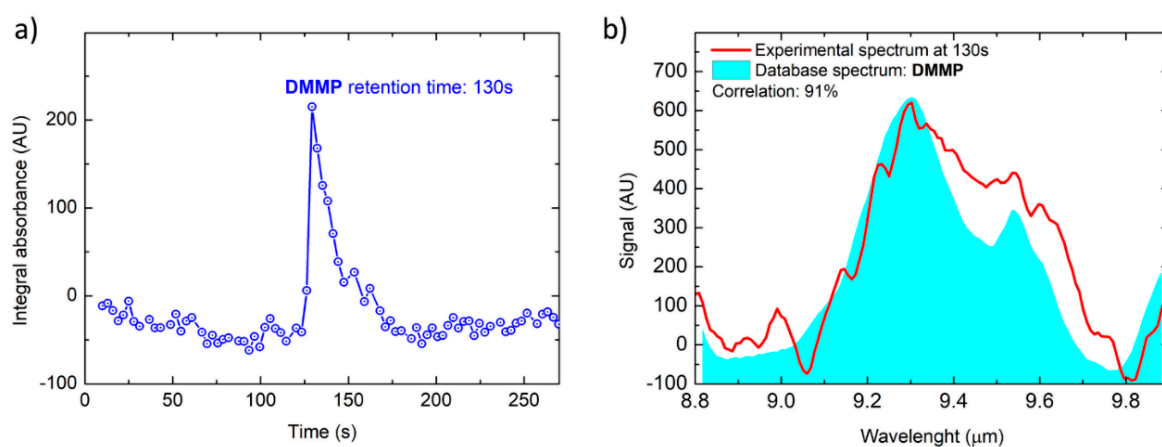 a)
DMMP retention time: 130s
200
100
0
-100
Integral absorbance (AU)
0
50
100
150
200
250
Time (s)
b)
Experimental spectrum at 130s
Database spectrum: DMMP
Correlation: 91%
700
600
500
400
300
200
100
0
-100
Signal (AU)
8.8
9.0
9.2
9.4
9.6
9.8
Wavelenght (μm)